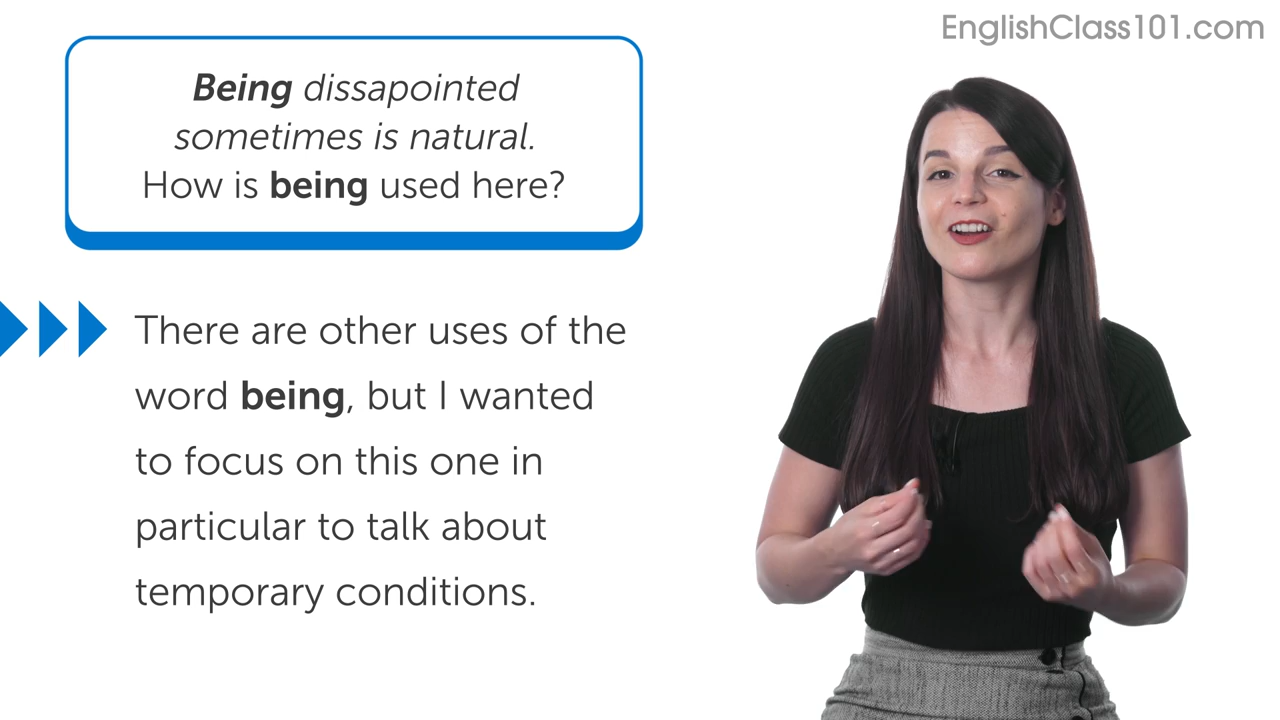 EnglishClass101.com
Being dissapointed
sometimes is natural.
How is being used here?
There are other uses of the
word being, but I wanted
to focus on this one in
particular to talk about
temporary conditions.